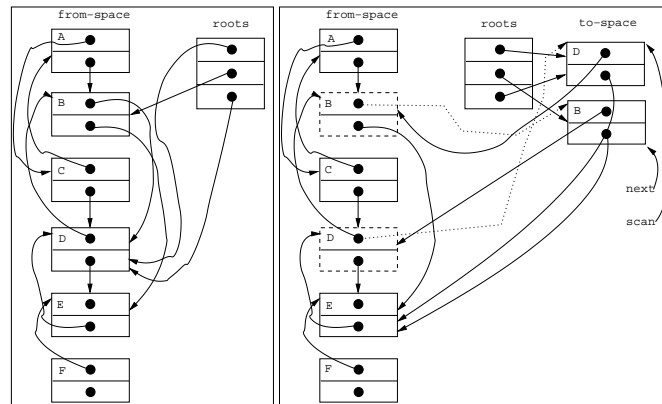 from-space
roots
A
B
C
D
E
F
from-space
roots
to-space
A
B
C
D
E
F
D
B
next
scan